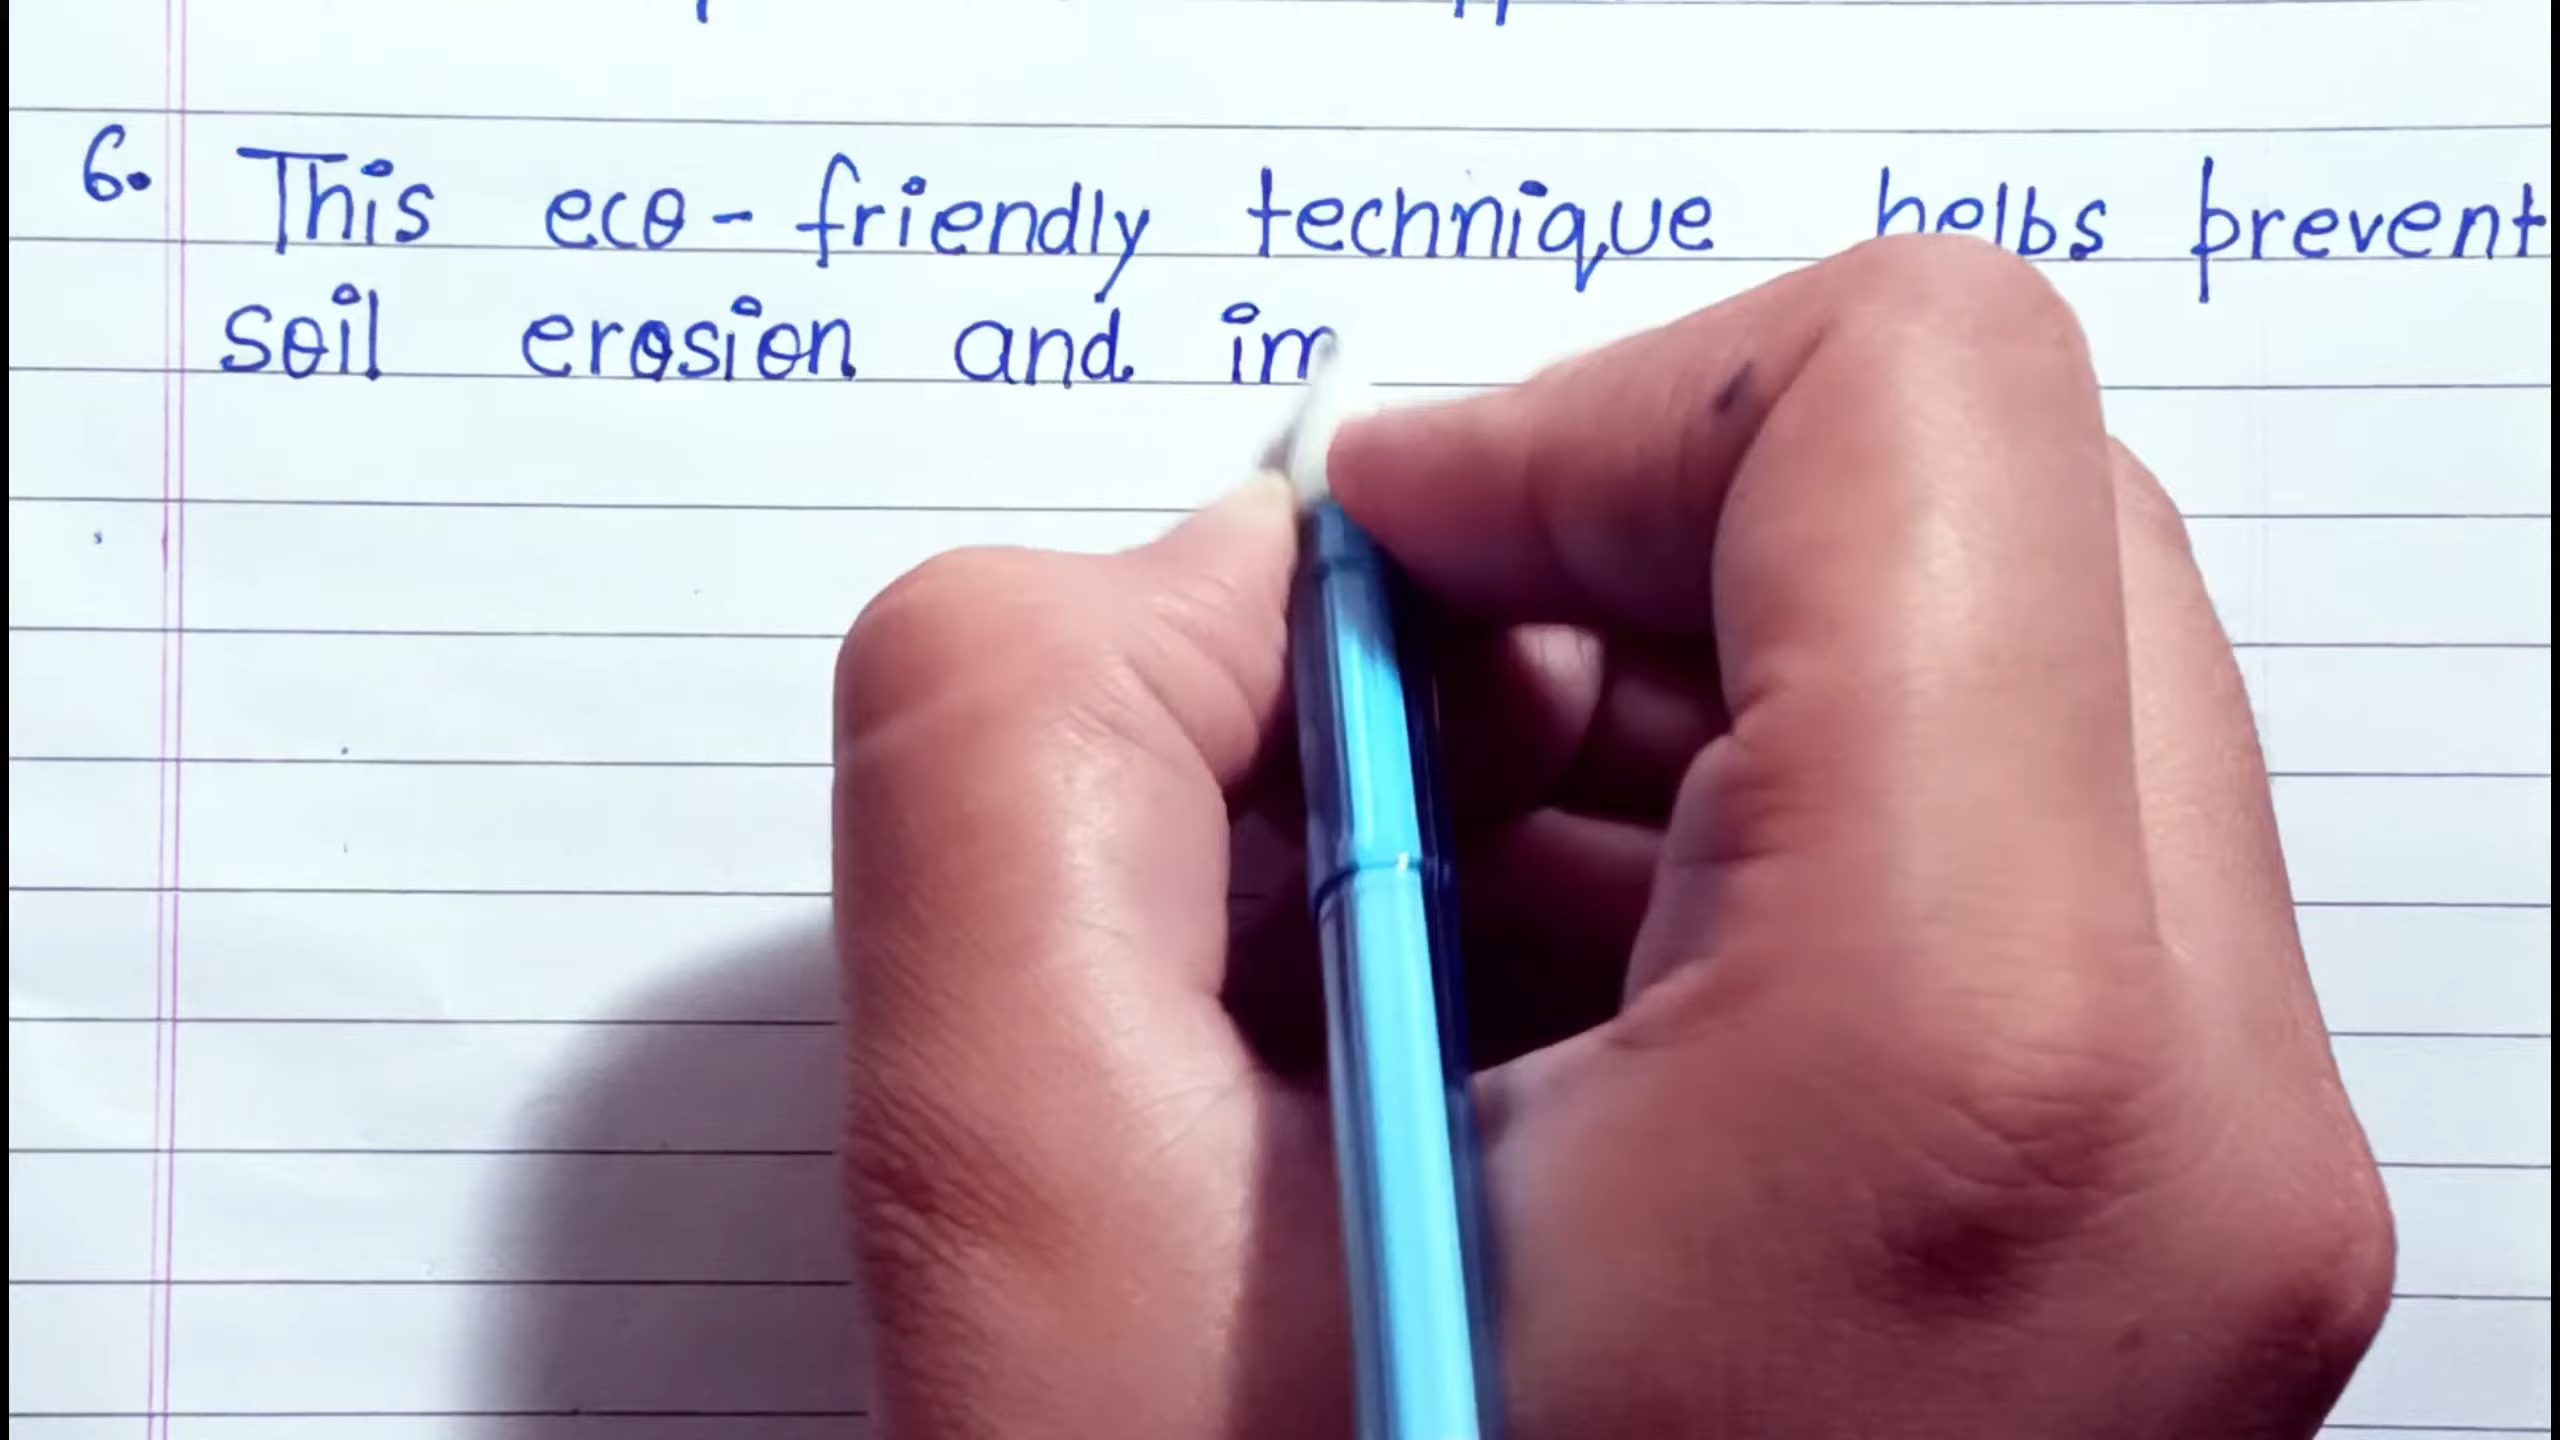 6. This eco-friendly technique helps prevent
soil erosion and im